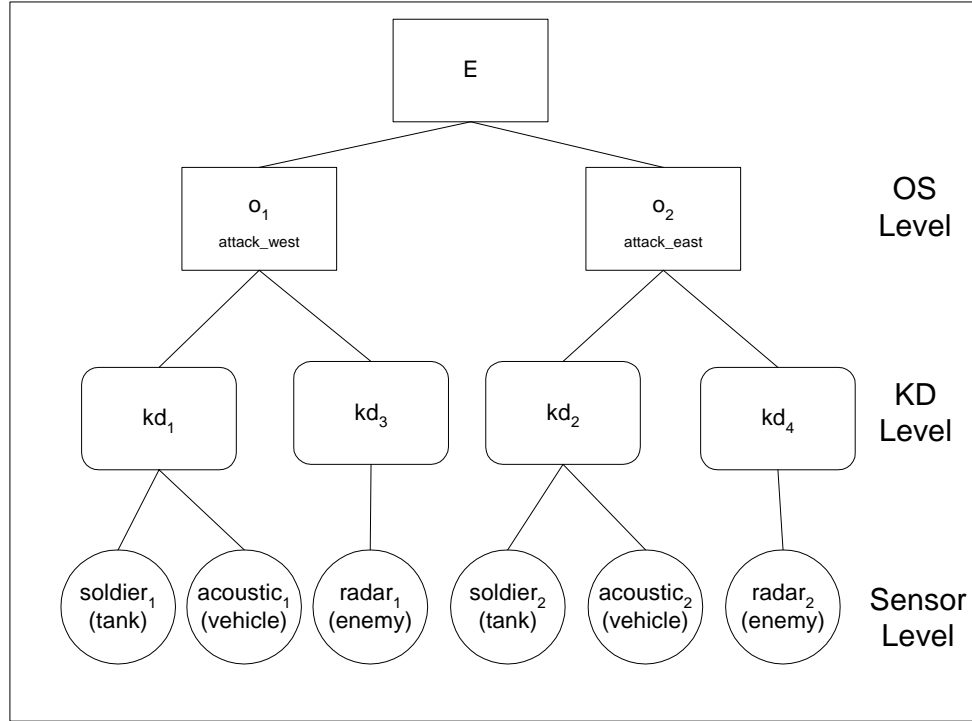 E
o₁
attack_west
o₂
attack_east
OS
Level
kd₁
kd₃
kd₂
kd₄
KD
Level
soldier₁
(tank)
acoustic₁
(vehicle)
radar₁
(enemy)
soldier₂
(tank)
acoustic₂
(vehicle)
radar₂
(enemy)
Sensor
Level